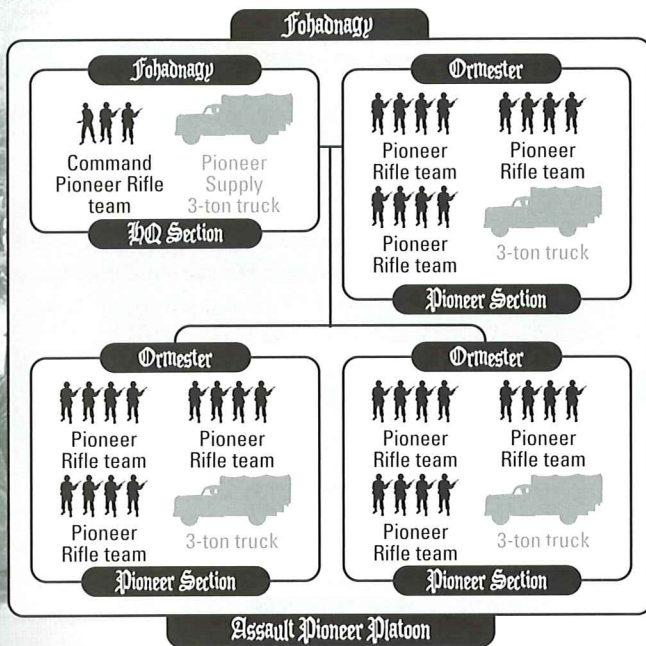 Fohadnagy
Fohadnagy
Command
Pioneer Rifle
team
Pioneer
Supply
3-ton truck
HQ Section
Ormester
Pioneer
Rifle team
Pioneer
Rifle team
Pioneer
Rifle team
3-ton truck
Pioneer Section
Ormester
Pioneer
Rifle team
Pioneer
Rifle team
Pioneer
Rifle team
3-ton truck
Pioneer Section
Ormester
Pioneer
Rifle team
Pioneer
Rifle team
Pioneer
Rifle team
3-ton truck
Pioneer Section
Assault Pioneer Platoon